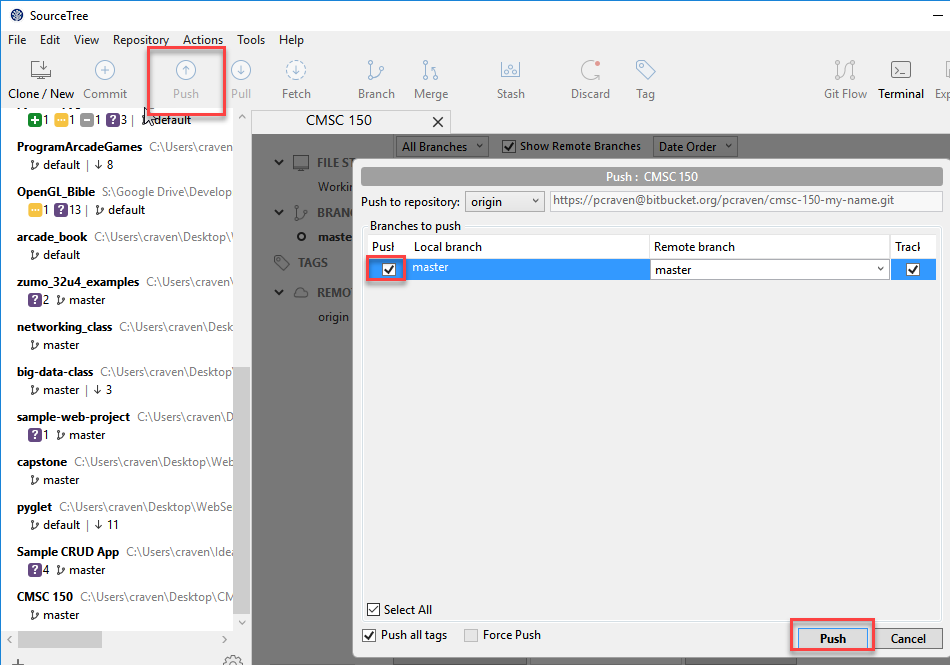 SourceTree
File Edit View Repository Actions Tools Help
Clone / New Commit Push Pull Fetch Branch Merge Stash Discard Tag Git Flow Terminal
1 1 1 3 | default
ProgramArcadeGames C:\Users\craven
default | 8
OpenGL_Bible S:\Google Drive\Develop
1 13 | default
arcade_book C:\Users\craven\Desktop\
default
zumo_32u4_examples C:\Users\craven
2 master
networking_class C:\Users\craven\Desk
master
big-data-class C:\Users\craven\Desktop\
master | 3
sample-web-project C:\Users\craven\D
1 master
capstone C:\Users\craven\Desktop\Web
master
pyglet C:\Users\craven\Desktop\WebSe
default | 11
Sample CRUD App C:\Users\craven\Idea
4 master
CMSC 150 C:\Users\craven\Desktop\CM
master
CMSC 150
All Branches Show Remote Branches Date Order
FILE ST
Workin
BRAN
maste
TAGS
REMO
origin
Push : CMSC 150
Push to repository: origin https://pcraven@bitbucket.org/pcraven/cmsc-150-my-name.git
Branches to push
Push Local branch Remote branch Track
master master
Select All
Push all tags Force Push Push Cancel